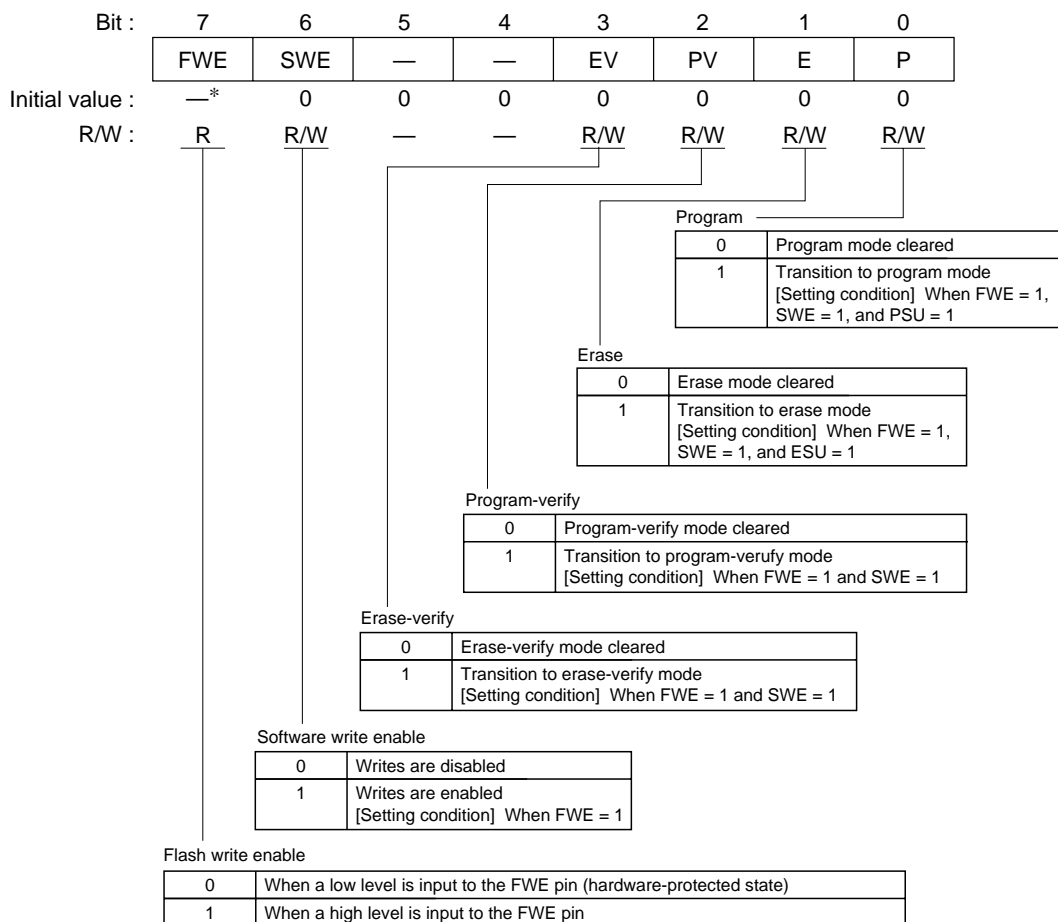 Bit : 7 6 5 4 3 2 1 0
FWE SWE — — EV PV E P
Initial value : —* 0 0 0 0 0 0 0
R/W : R R/W — — R/W R/W R/W R/W
Program
0 Program mode cleared
1 Transition to program mode
[Setting condition] When FWE = 1,
SWE = 1, and PSU = 1
Erase
0 Erase mode cleared
1 Transition to erase mode
[Setting condition] When FWE = 1,
SWE = 1, and ESU = 1
Program-verify
0 Program-verify mode cleared
1 Transition to program-verufy mode
[Setting condition] When FWE = 1 and SWE = 1
Erase-verify
0 Erase-verify mode cleared
1 Transition to erase-verify mode
[Setting condition] When FWE = 1 and SWE = 1
Software write enable
0 Writes are disabled
1 Writes are enabled
[Setting condition] When FWE = 1
Flash write enable
0 When a low level is input to the FWE pin (hardware-protected state)
1 When a high level is input to the FWE pin